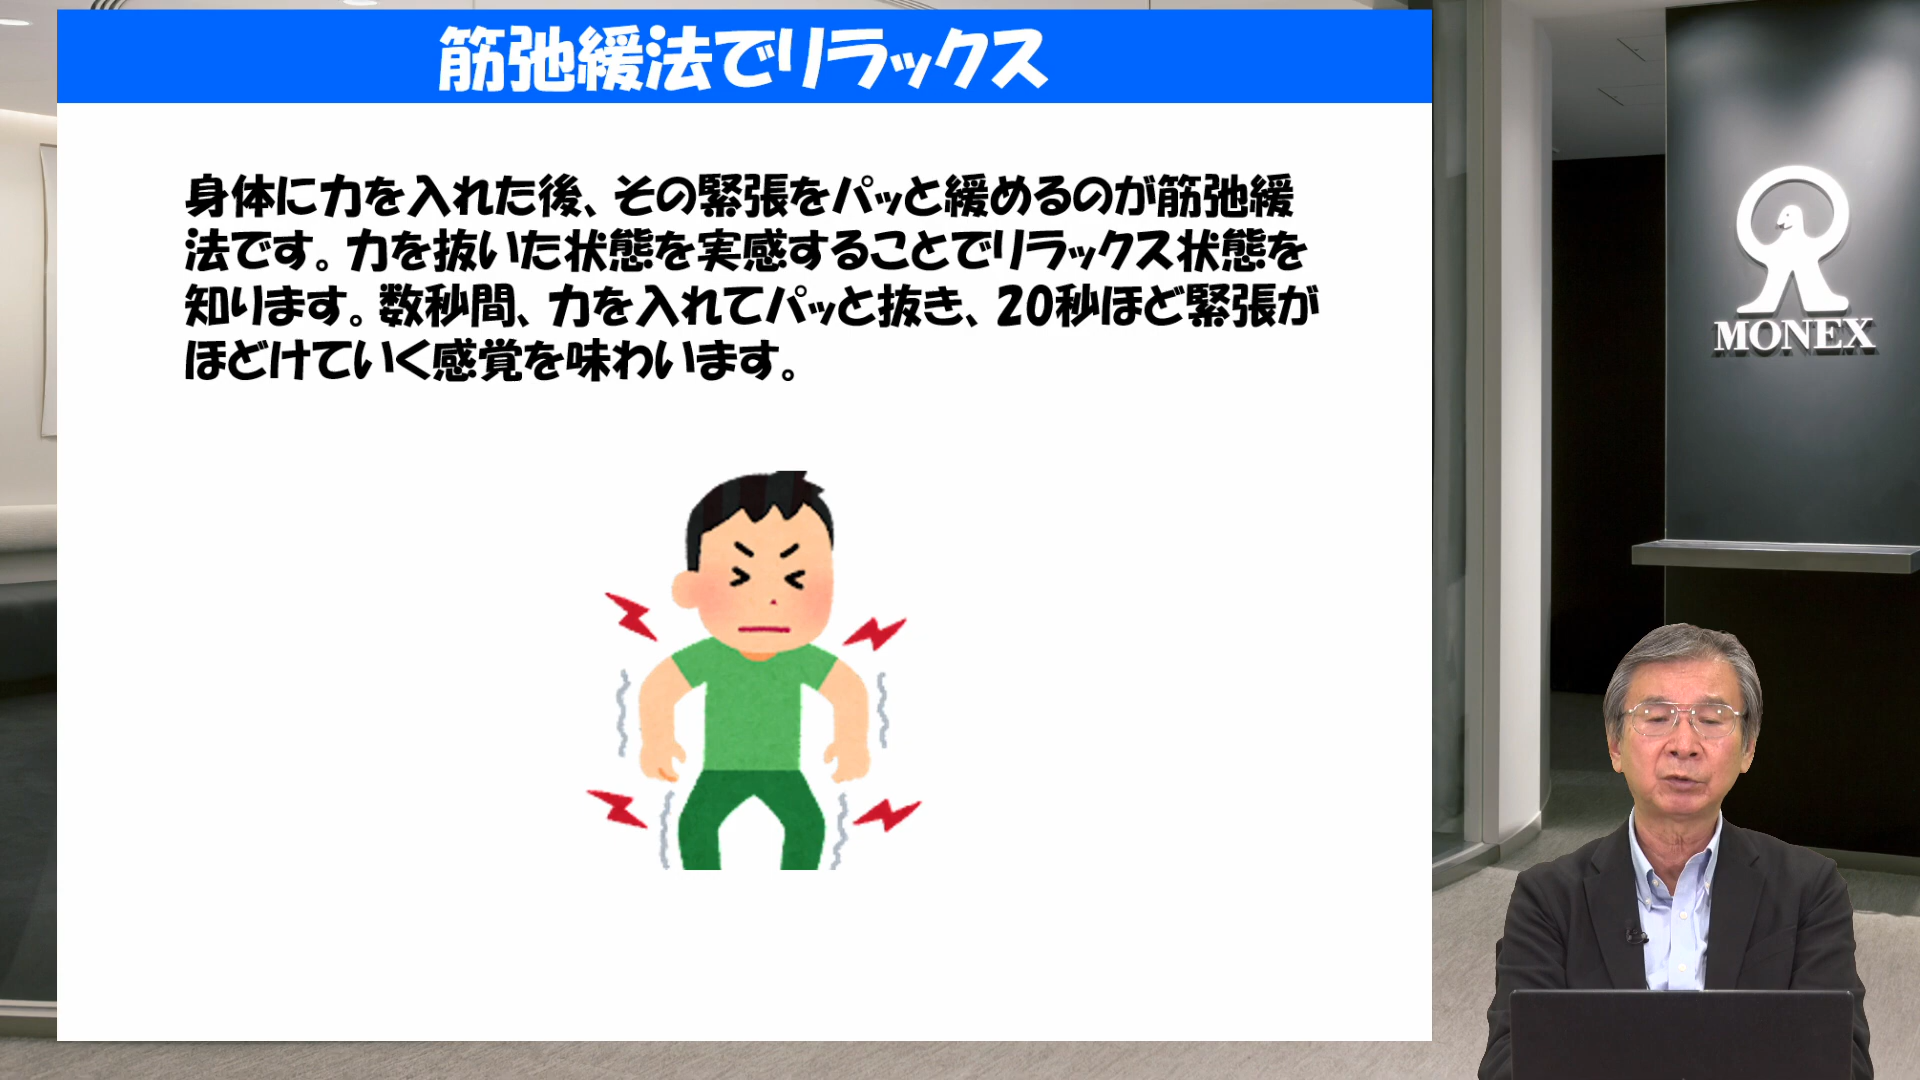 筋弛緩法でリラックス
身体に力を入れた後、その緊張をパッと緩めるのが筋弛緩
法です。力を抜いた状態を実感することでリラックス状態を
知ります。数秒間、力を入れてパッと抜き、20秒ほど緊張が
ほどけていく感覚を味わいます。
MONEX